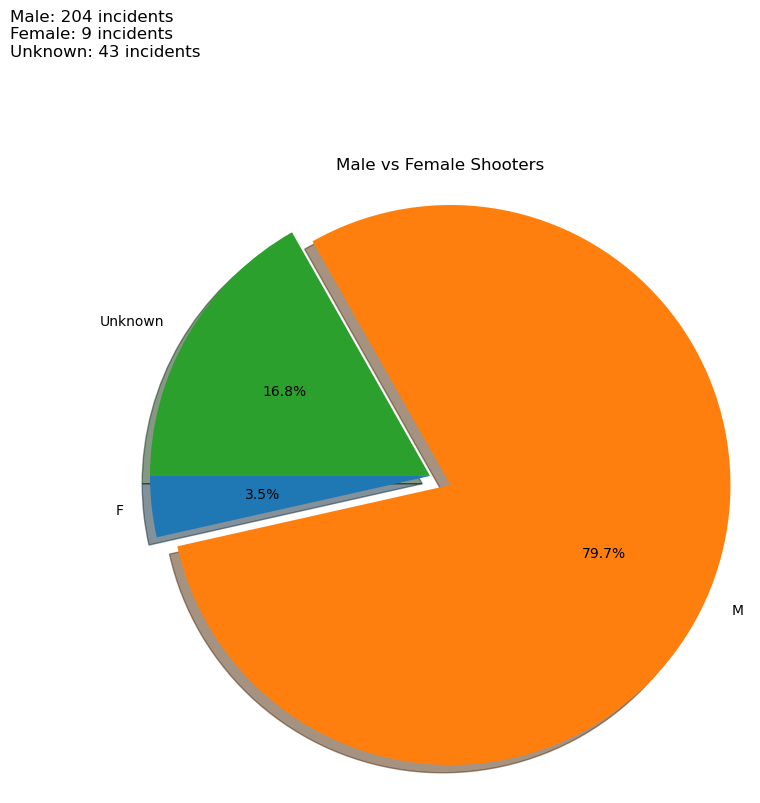 Male: 204 incidents
Female: 9 incidents
Unknown: 43 incidents
Male vs Female Shooters
Unknown
16.8%
3.5%
F
79.7%
M